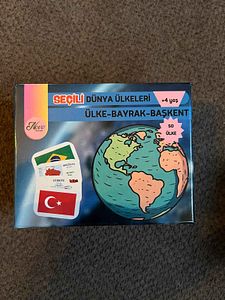 SEÇİLİ DÜNYA ÜLKELERİ
+4 yaş
ÜLKE-BAYRAK-BAŞKENT
50
ÜLKE